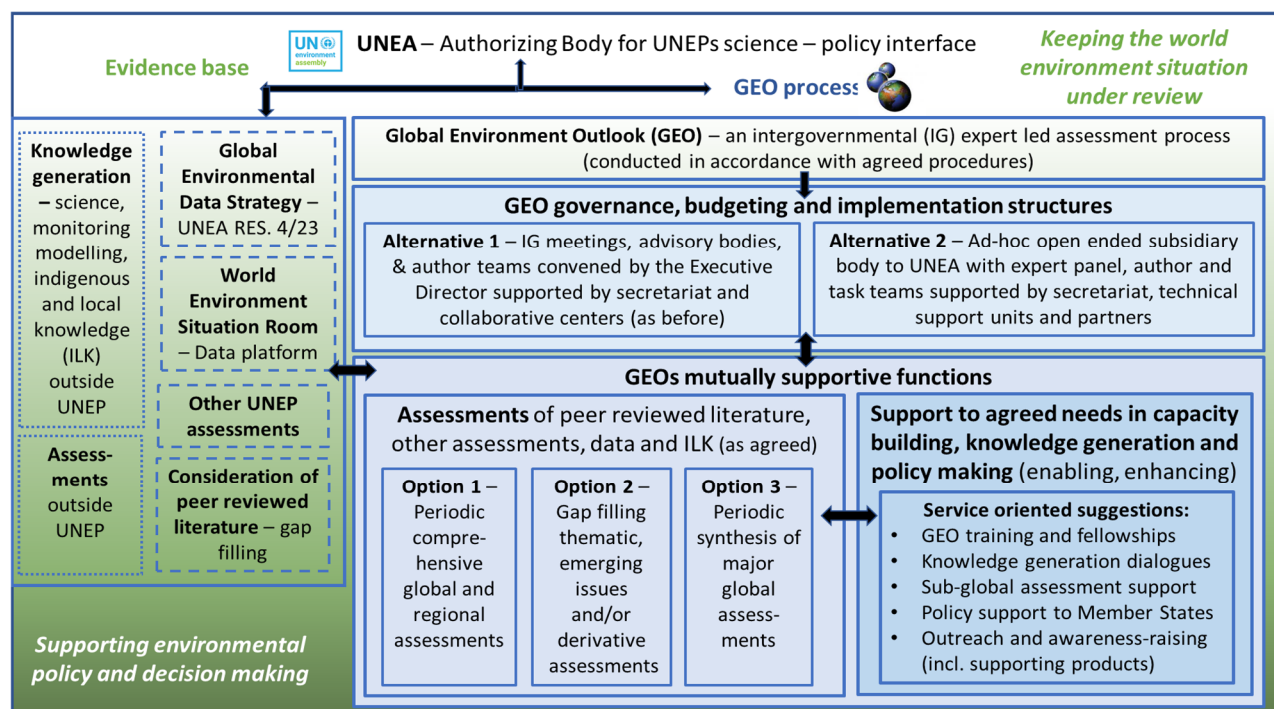 UN
environment
assembly
UNEA – Authorizing Body for UNEPs science – policy interface
Keeping the world
environment situation
under review
Evidence base
GEO process
Knowledge
generation
– science,
monitoring
modelling,
indigenous
and local
knowledge
(ILK)
outside
UNEP
Assess-
ments
outside
UNEP
Global
Environmental
Data Strategy –
UNEA RES. 4/23
World
Environment
Situation Room
– Data platform
Other UNEP
assessments
Consideration of
peer reviewed
literature – gap
filling
Supporting environmental
policy and decision making
Global Environment Outlook (GEO) – an intergovernmental (IG) expert led assessment process
(conducted in accordance with agreed procedures)
GEO governance, budgeting and implementation structures
Alternative 1 – IG meetings, advisory bodies,
& author teams convened by the Executive
Director supported by secretariat and
collaborative centers (as before)
Alternative 2 – Ad-hoc open ended subsidiary
body to UNEA with expert panel, author and
task teams supported by secretariat, technical
support units and partners
GEOs mutually supportive functions
Assessments of peer reviewed literature,
other assessments, data and ILK (as agreed)
Option 1 –
Periodic
compre-
hensive
global and
regional
assessments
Option 2 –
Gap filling
thematic,
emerging
issues
and/or
derivative
assessments
Option 3 –
Periodic
synthesis of
major
global
assess-
ments
Support to agreed needs in capacity
building, knowledge generation and
policy making (enabling, enhancing)
Service oriented suggestions:
• GEO training and fellowships
• Knowledge generation dialogues
• Sub-global assessment support
• Policy support to Member States
• Outreach and awareness-raising
(incl. supporting products)